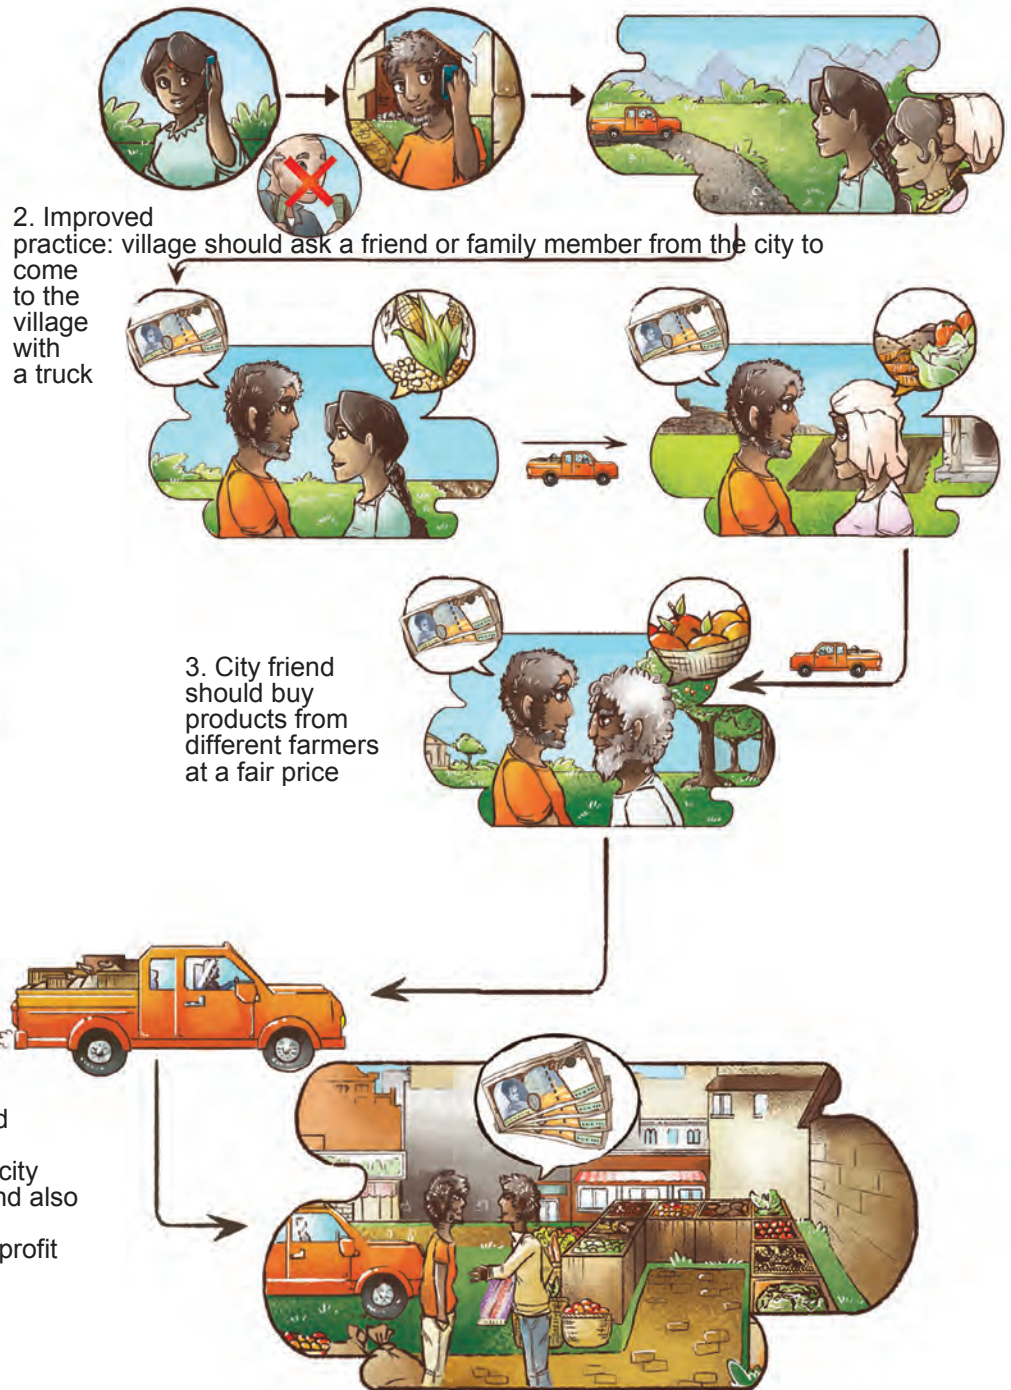 2. Improved
practice: village should ask a friend or family member from the city to
come
to the
village
with
a truck
3. City friend
should buy
products from
different farmers
at a fair price
city
also
profit